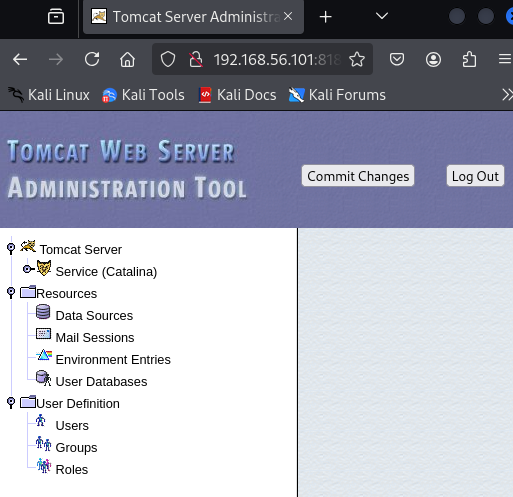 Tomcat Server Administra
192.168.56.101:818
Kali Linux Kali Tools Kali Docs Kali Forums
TOMCAT WEB SERVER
ADMINISTRATION TOOL
Commit Changes Log Out
Tomcat Server
Service (Catalina)
Resources
Data Sources
Mail Sessions
Environment Entries
User Databases
User Definition
Users
Groups
Roles